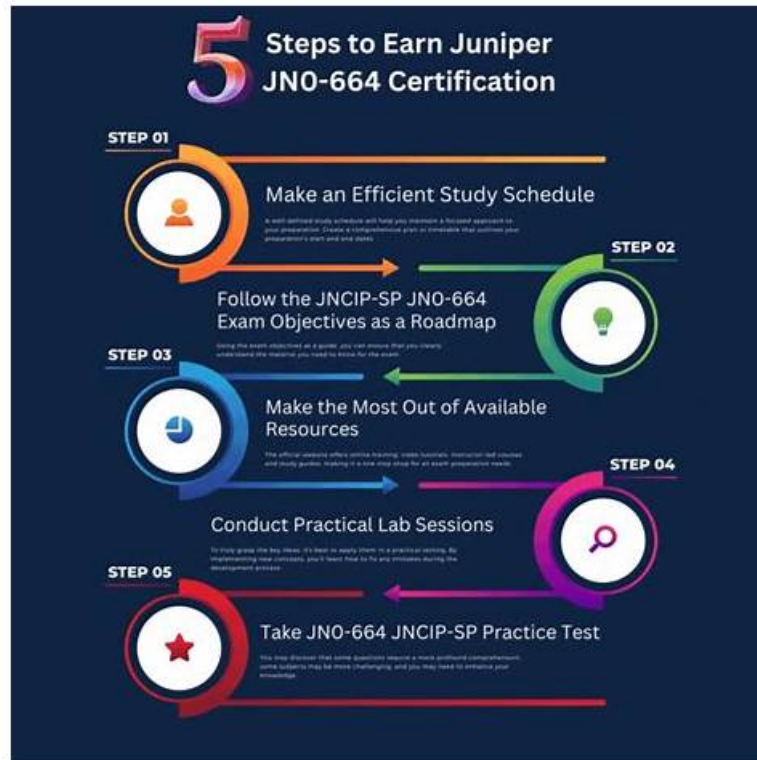 5
Steps to Earn Juniper
JN0-664 Certification
STEP 01
Make an Efficient Study Schedule
A well-defined study schedule will help you maintain a focused approach to
your preparation. Create a comprehensive plan or timetable that outlines your
preparation's start and end dates.
STEP 02
Follow the JNCIP-SP JN0-664
Exam Objectives as a Roadmap
Using the exam objectives as a guide, you can ensure that you clearly
understand the material you need to know for the exam.
STEP 03
Make the Most Out of Available
Resources
The official website offers online training, video tutorials, instructor-led courses
and study guides, making it a one-stop shop for all exam preparation needs.
STEP 04
Conduct Practical Lab Sessions
To truly grasp the key ideas, it's best to apply them in a practical setting. By
implementing new concepts, you'll learn how to fix any mistakes during the
development process.
STEP 05
Take JN0-664 JNCIP-SP Practice Test
You may discover that some questions require a more profound comprehension,
some subjects may be more challenging, and you may need to enhance your
knowledge.